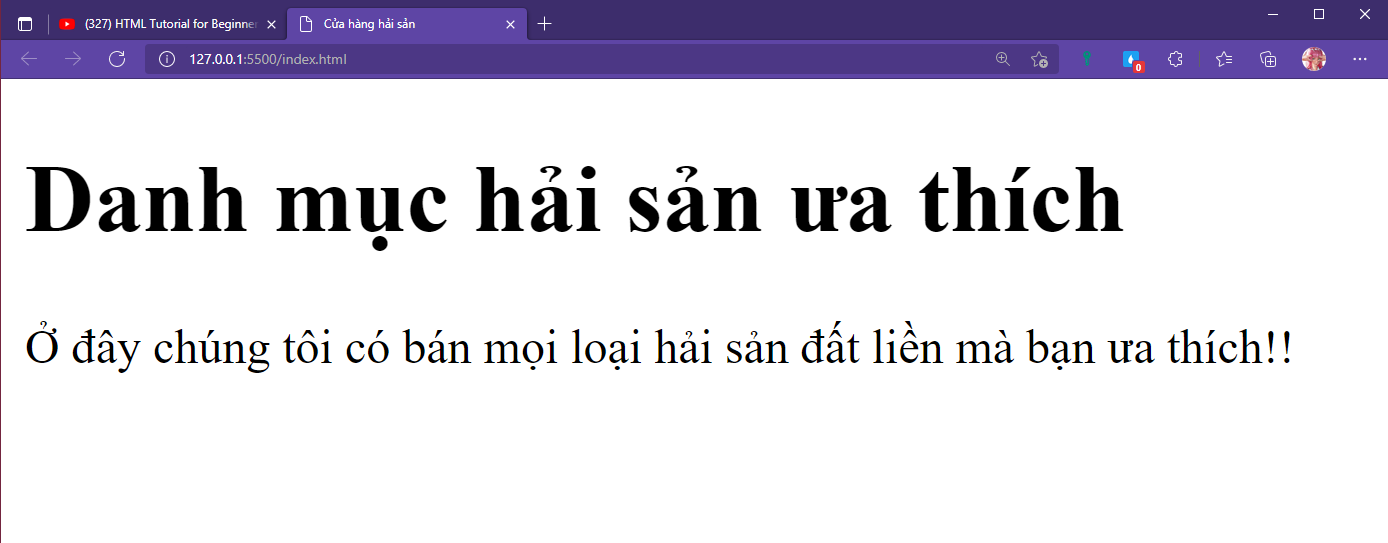 (327) HTML Tutorial for Beginner
Cửa hàng hải sản
127.0.0.1:5500/index.html
0
Danh mục hải sản ưa thích
Ở đây chúng tôi có bán mọi loại hải sản đất liền mà bạn ưa thích!!